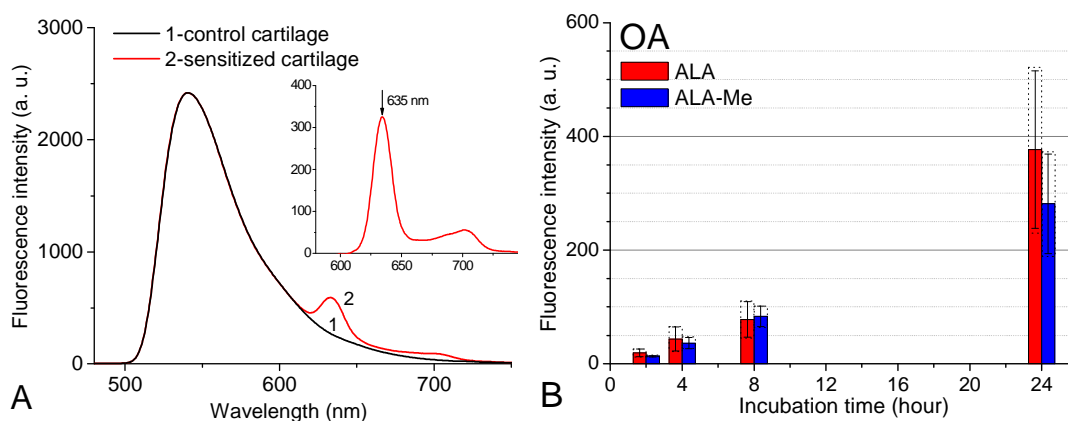 3000
2500
2000
1000
0
Fluorescence intensity (a. u.)
1-control cartilage
2-sensitized cartilage
400
300
200
100
0
635 nm
600
650
700
2
1
500
600
700
Wavelength (nm)
A
600
400
200
0
Fluorescence intensity (a. u.)
OA
ALA
ALA-Me
0 4 8 12 16 20 24
Incubation time (hour)
B